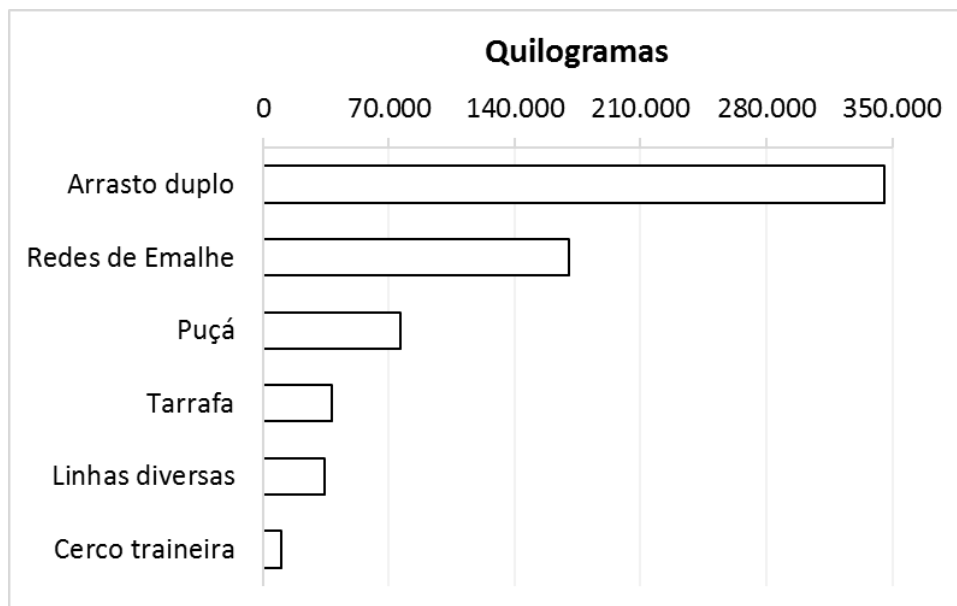 Quilogramas
0 70.000 140.000 210.000 280.000 350.000
Arrasto duplo
Redes de Emalhe
Puçá
Tarrafa
Linhas diversas
Cerco traineira